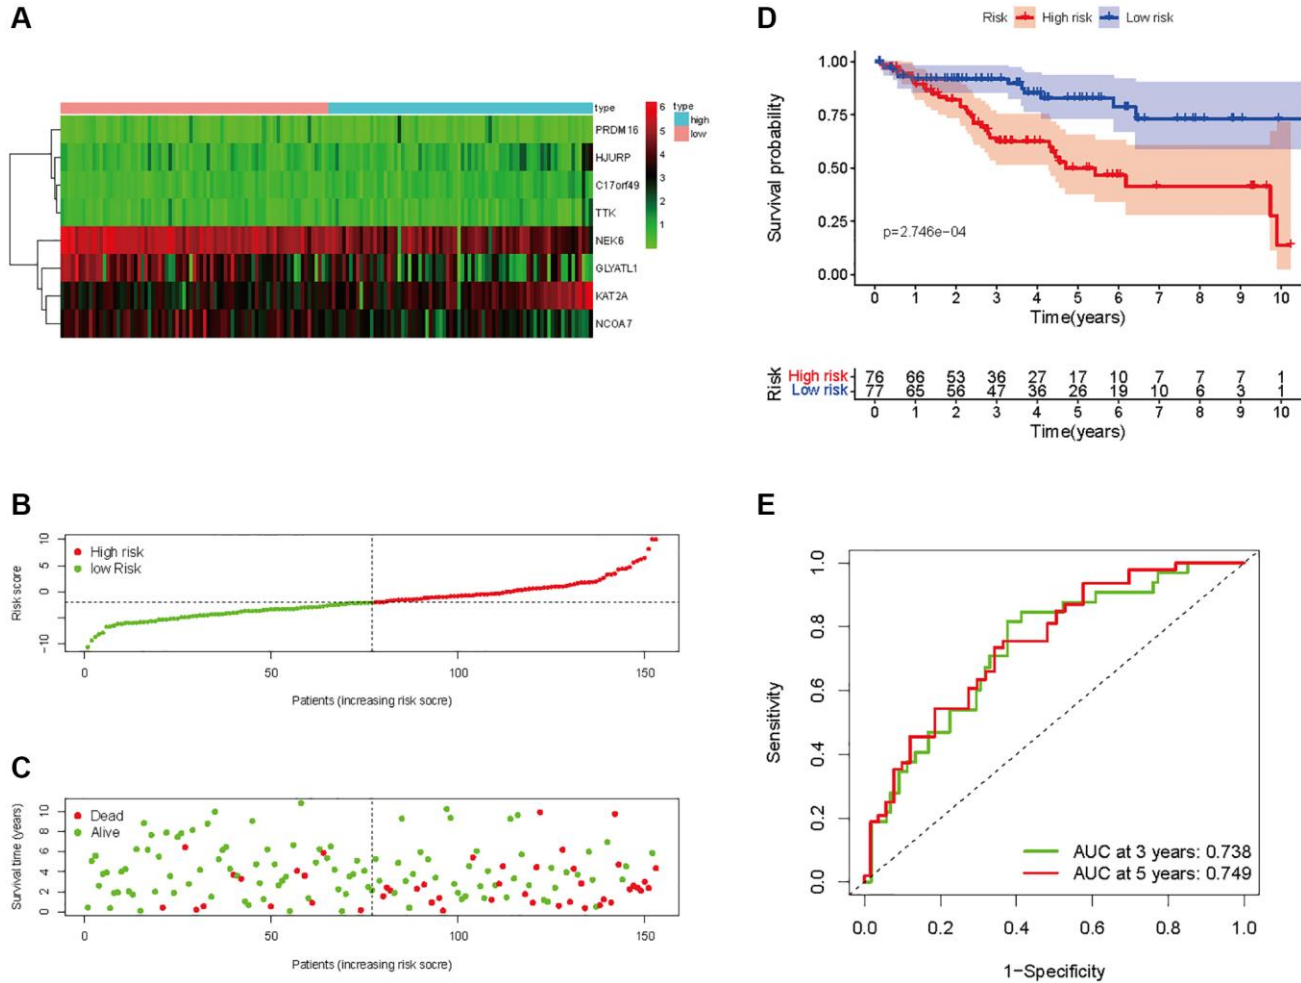 A
type
type
high
low
6
5
4
3
2
1
PRDM16
HJURP
C17orf49
TTK
NEK6
GLYATL1
KAT2A
NCOA7
B
High risk
low Risk
Risk score
10
5
0
−10
0 50 100 150
Patients (increasing risk socre)
C
Dead
Alive
Survival time (years)
10
8
6
4
2
0
0 50 100 150
Patients (increasing risk socre)
D
Risk High risk Low risk
Survival probability
1.00
0.75
0.50
0.25
0.00
p=2.746e−04
0 1 2 3 4 5 6 7 8 9 10
Time(years)
Risk
High risk 76 66 53 36 27 17 10 7 7 7 1
Low risk 77 65 56 47 36 26 19 10 6 3 1
0 1 2 3 4 5 6 7 8 9 10
Time(years)
E
Sensitivity
1.0
0.8
0.6
0.4
0.2
0.0
AUC at 3 years: 0.738
AUC at 5 years: 0.749
0.0 0.2 0.4 0.6 0.8 1.0
1−Specificity